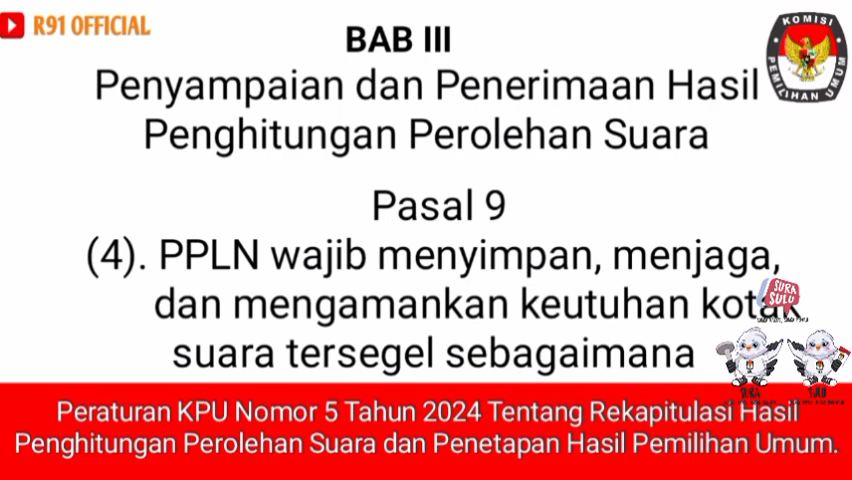 R91 OFFICIAL
BAB III
KOMISI
PEMILIHAN UMUM
Penyampaian dan Penerimaan Hasil
Penghitungan Perolehan Suara
Pasal 9
(4). PPLN wajib menyimpan, menjaga,
SURA
SULU
dan mengamankan keutuhan kotak
suara tersegel sebagaimana
SURA
SULU
Peraturan KPU Nomor 5 Tahun 2024 Tentang Rekapitulasi Hasil
Penghitungan Perolehan Suara dan Penetapan Hasil Pemilihan Umum.